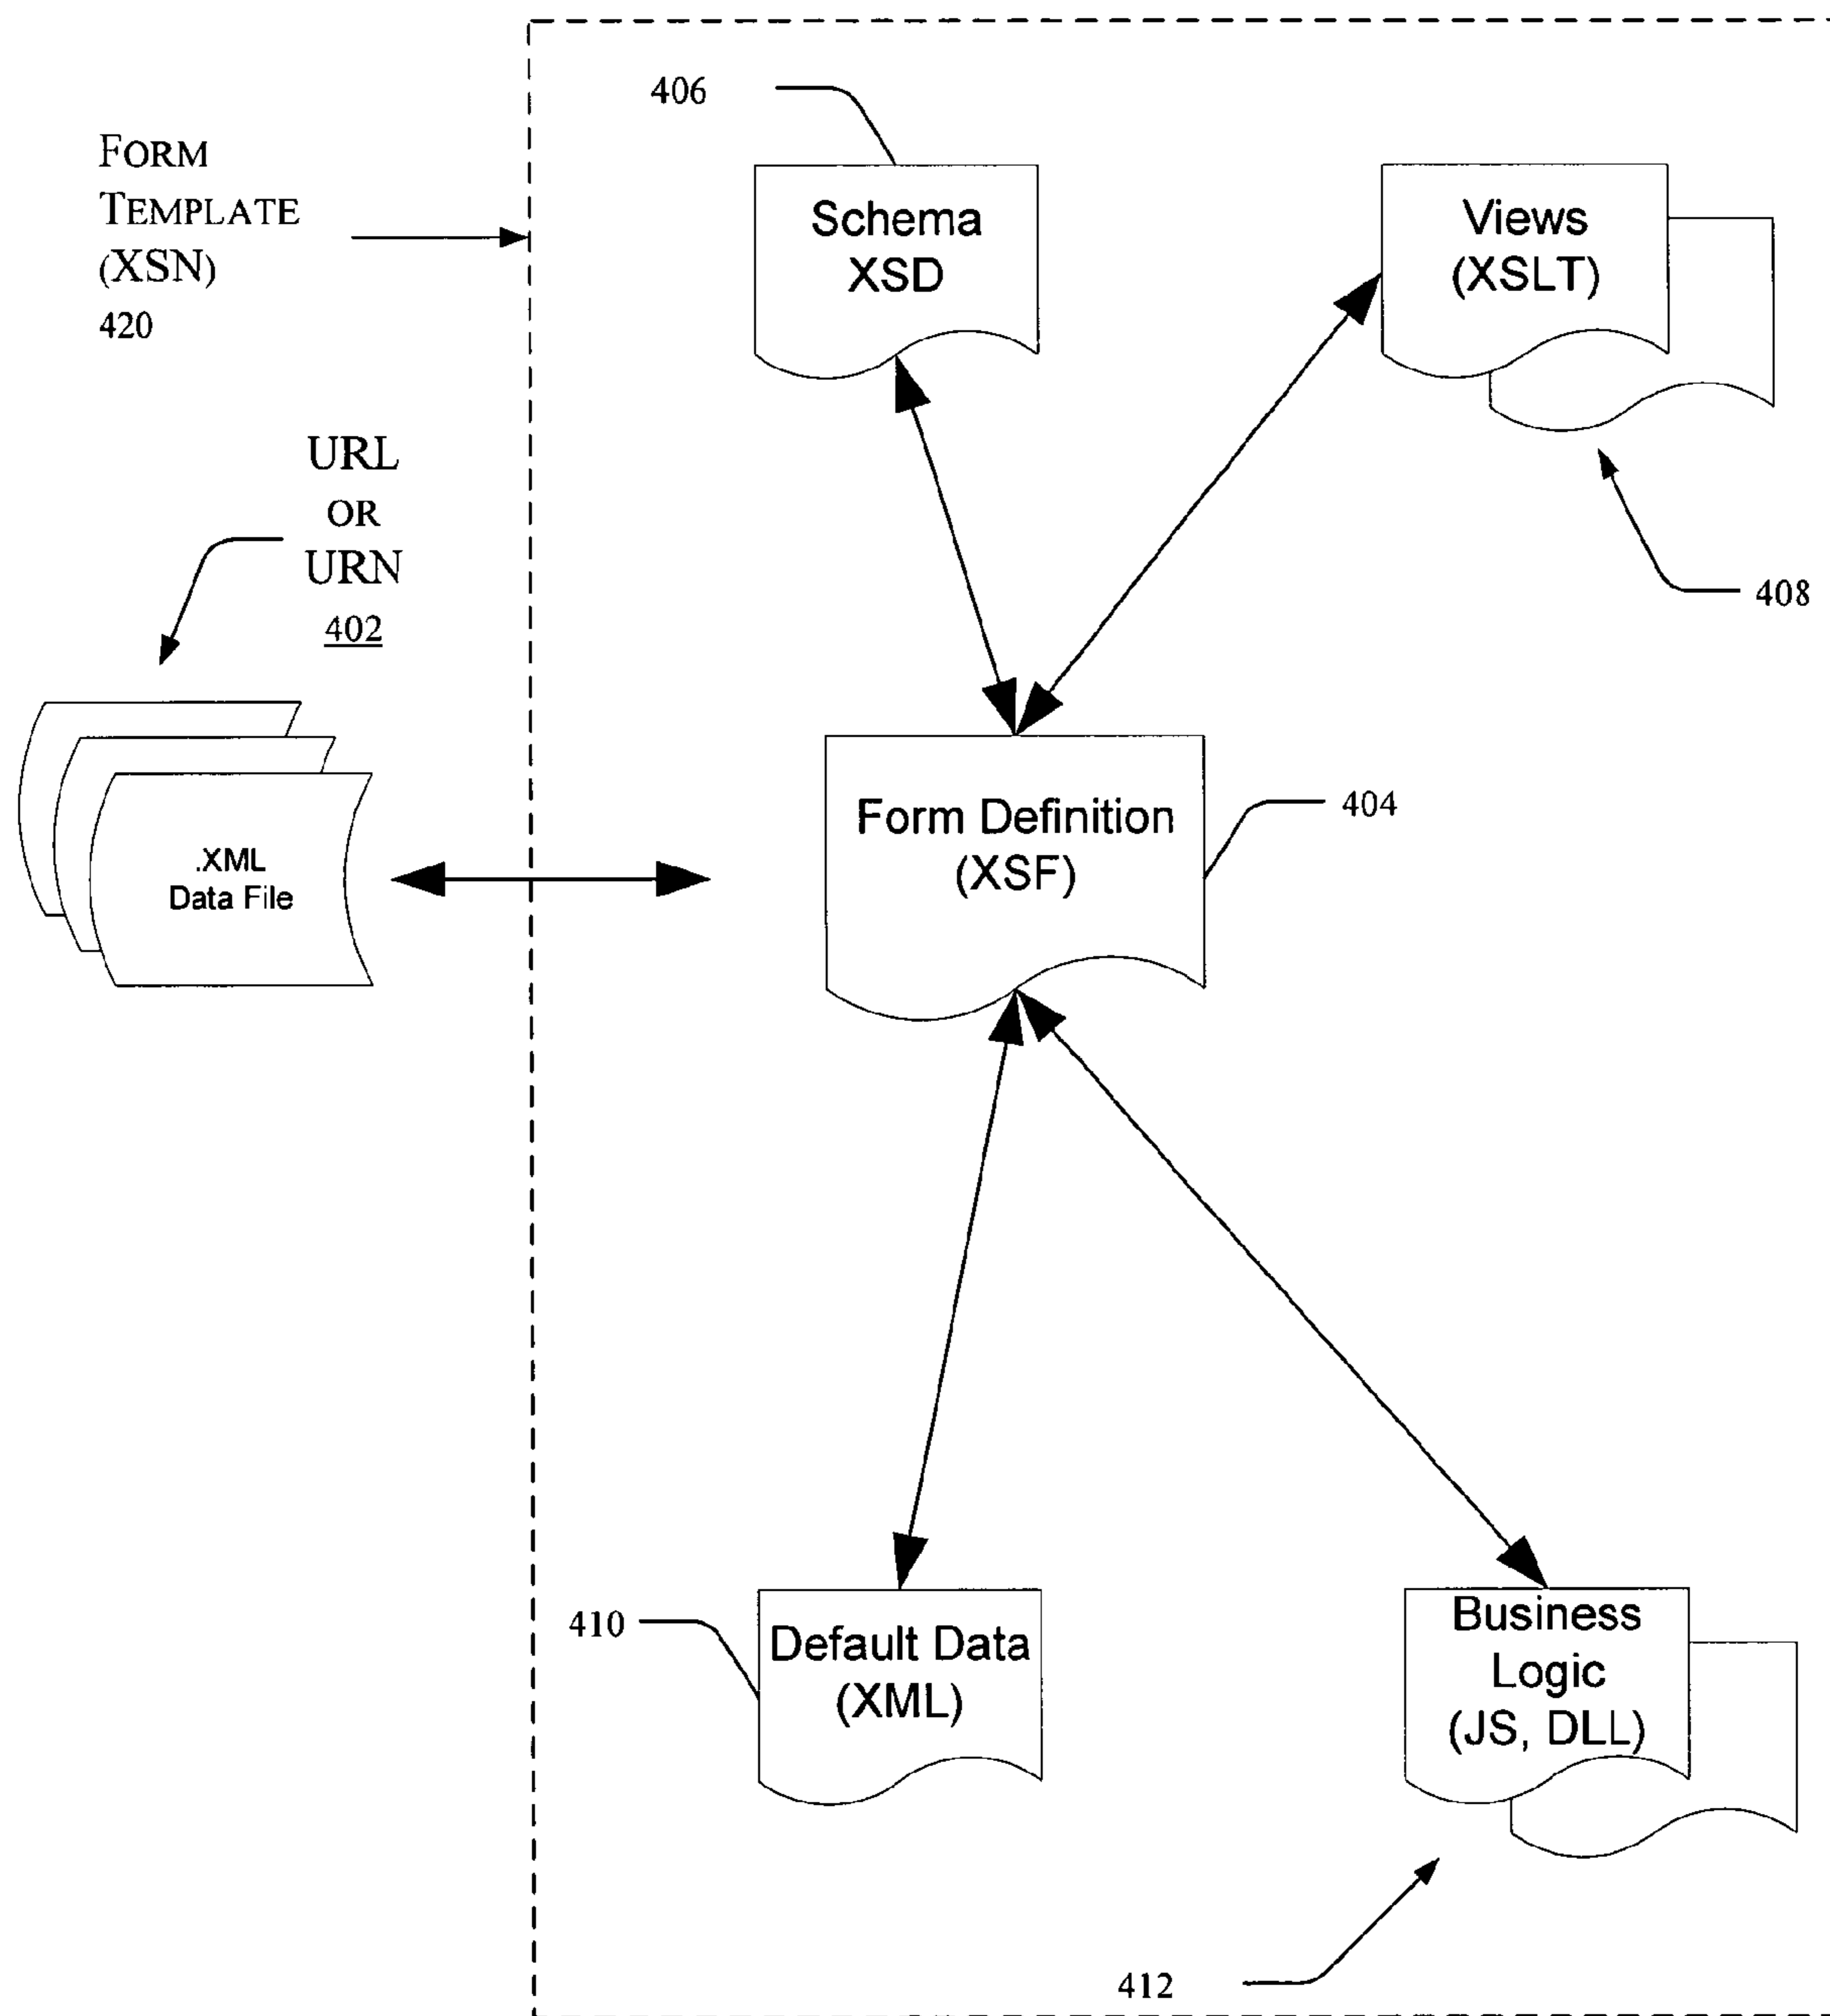 406
FORM
TEMPLATE
(XSN)
420
Schema
XSD
Views
(XSLT)
URL
OR
URN
402
408
Form Definition
(XSF)
404
.XML
Data File
410
Default Data
(XML)
Business
Logic
(JS, DLL)
412